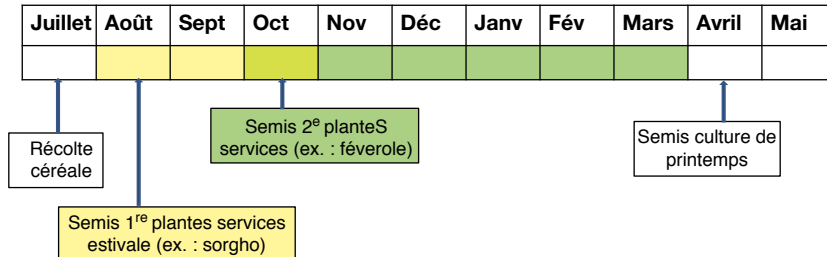 Juillet Août Sept Oct Nov Déc Janv Fév Mars Avril Mai
Récolte
céréale
Semis 1re plantes services
estivale (ex. : sorgho)
Semis 2e planteS
services (ex. : féverole)
Semis culture de
printemps